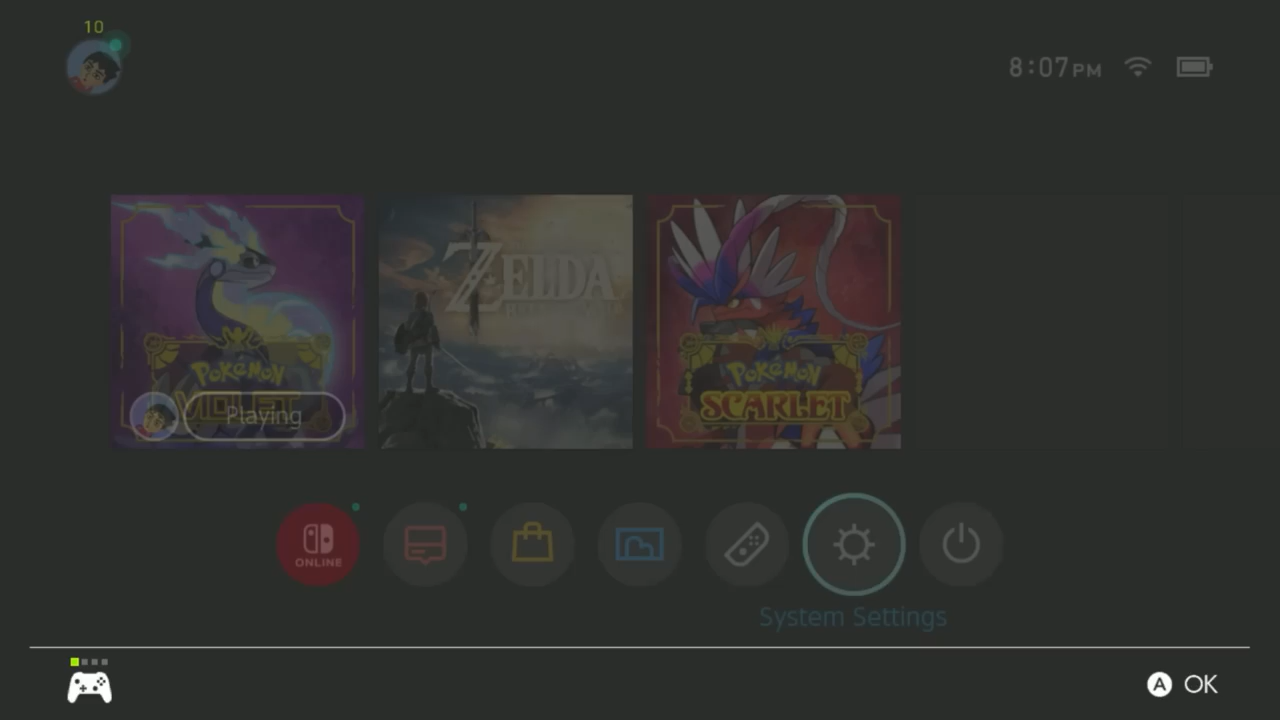 10
8:07PM
ZELDA
POKÉMON
VIOLET
Playing
POKÉMON
SCARLET
ONLINE
System Settings
A OK